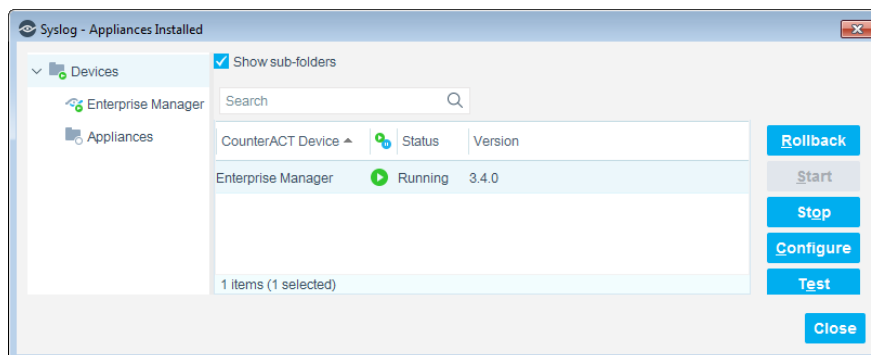 Syslog - Appliances Installed
Devices
Enterprise Manager
Appliances
Show sub-folders
Search
CounterACT Device Status Version
Enterprise Manager Running 3.4.0
1 items (1 selected)
Rollback
Start
Stop
Configure
Test
Close